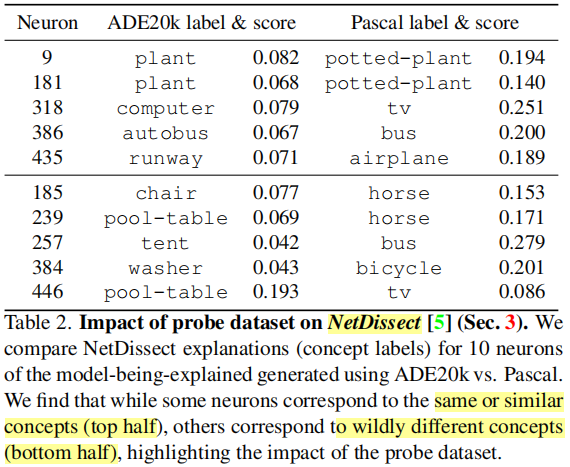 Neuron ADE20k label & score Pascal label & score
9 plant 0.082 potted-plant 0.194
181 plant 0.068 potted-plant 0.140
318 computer 0.079 tv 0.251
386 autobus 0.067 bus 0.200
435 runway 0.071 airplane 0.189
185 chair 0.077 horse 0.153
239 pool-table 0.069 horse 0.171
257 tent 0.042 bus 0.279
384 washer 0.043 bicycle 0.201
446 pool-table 0.193 tv 0.086
Table 2. Impact of probe dataset on NetDissect [5] (Sec. 3). We
compare NetDissect explanations (concept labels) for 10 neurons
of the model-being-explained generated using ADE20k vs. Pascal.
We find that while some neurons correspond to the same or similar
concepts (top half), others correspond to wildly different concepts
(bottom half), highlighting the impact of the probe dataset.